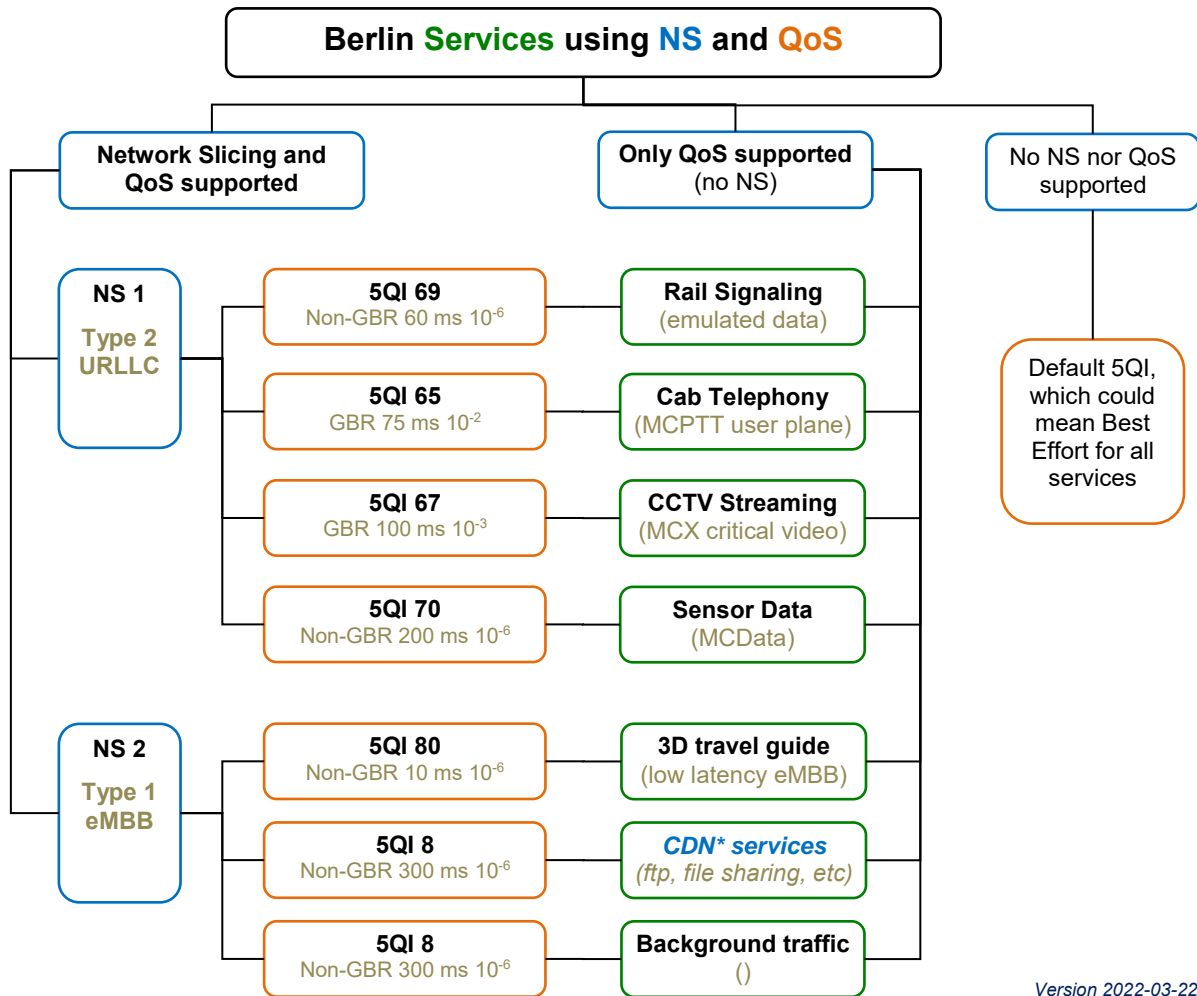 Berlin Services using NS and QoS
Network Slicing and
QoS supported
Only QoS supported
(no NS)
No NS nor QoS
supported
NS 1
Type 2
URLLC
5QI 69
Non-GBR 60 ms 10⁻⁶
Rail Signaling
(emulated data)
5QI 65
GBR 75 ms 10⁻²
Cab Telephony
(MCPTT user plane)
5QI 67
GBR 100 ms 10⁻³
CCTV Streaming
(MCX critical video)
5QI 70
Non-GBR 200 ms 10⁻⁶
Sensor Data
(MCData)
Default 5QI,
which could
mean Best
Effort for all
services
NS 2
Type 1
eMBB
5QI 80
Non-GBR 10 ms 10⁻⁶
3D travel guide
(low latency eMBB)
5QI 8
Non-GBR 300 ms 10⁻⁶
CDN* services
(ftp, file sharing, etc)
5QI 8
Non-GBR 300 ms 10⁻⁶
Background traffic
()
Version 2022-03-22